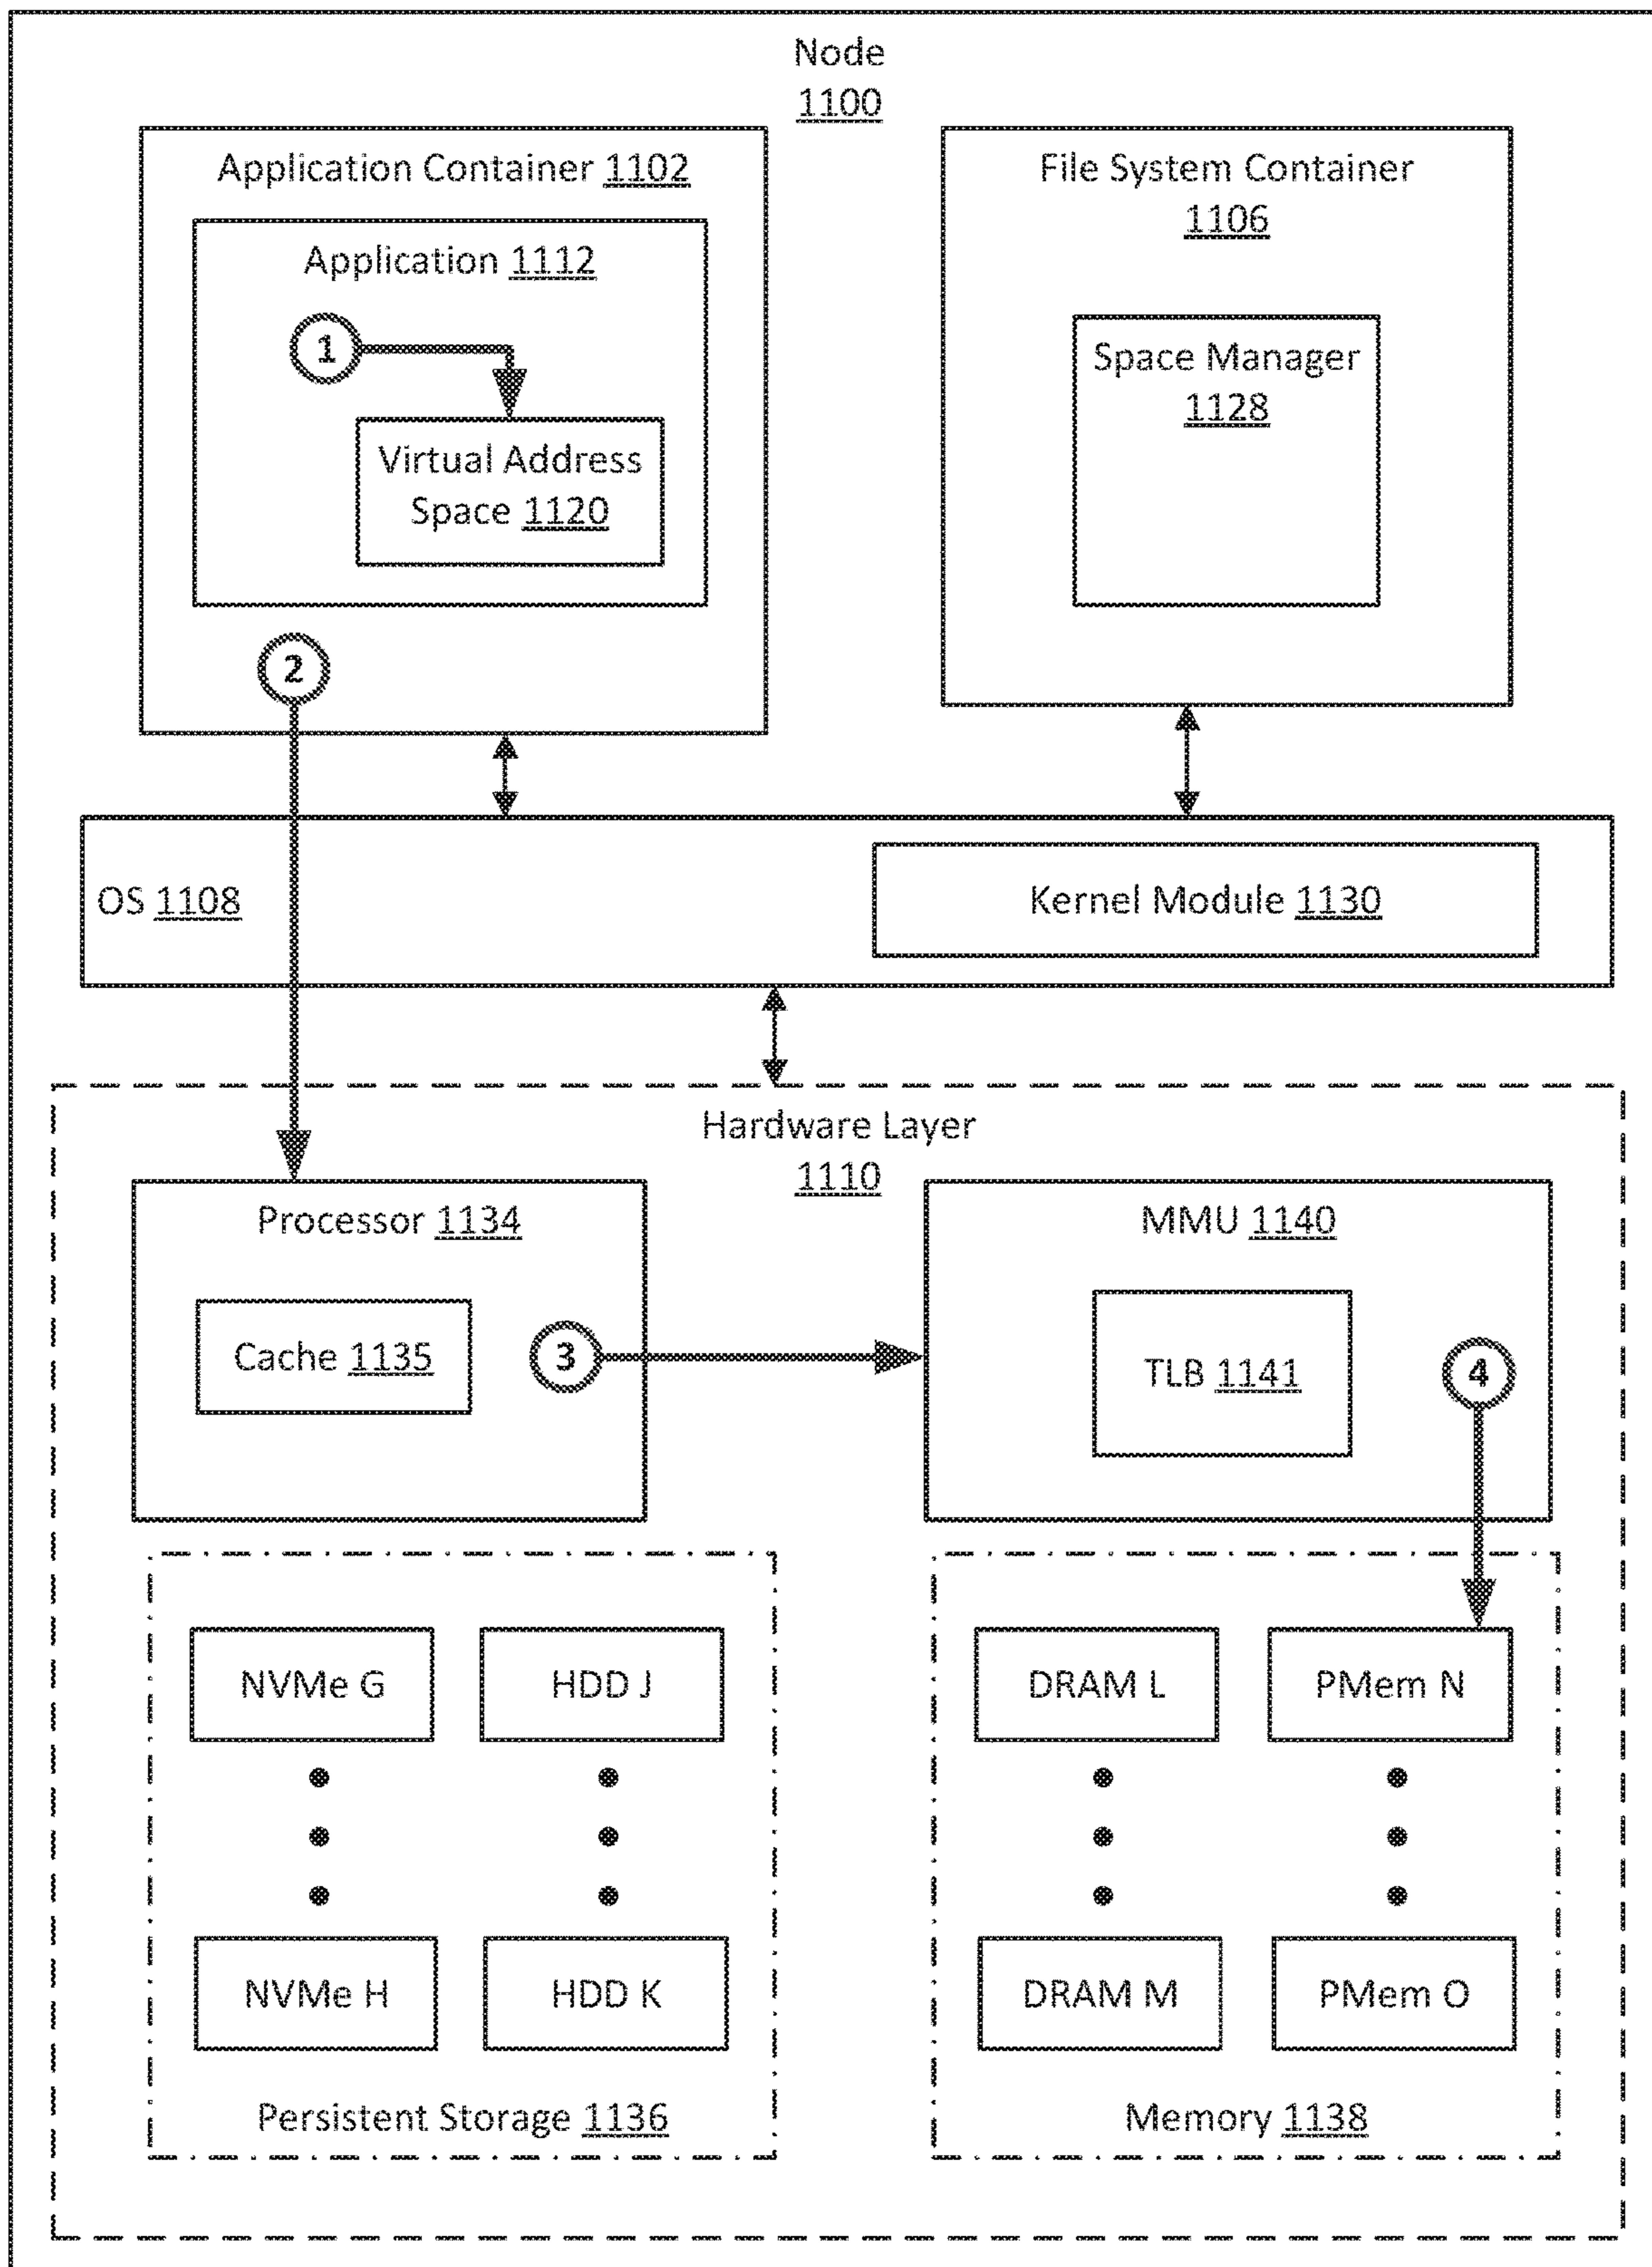 Node
1100
Application Container 1102
Application 1112
1
Virtual Address
Space 1120
2
File System Container
1106
Space Manager
1128
OS 1108
Kernel Module 1130
Hardware Layer
1110
Processor 1134
Cache 1135
3
MMU 1140
TLB 1141
4
NVMe G
HDD J
NVMe H
HDD K
Persistent Storage 1136
DRAM L
PMem N
DRAM M
PMem O
Memory 1138